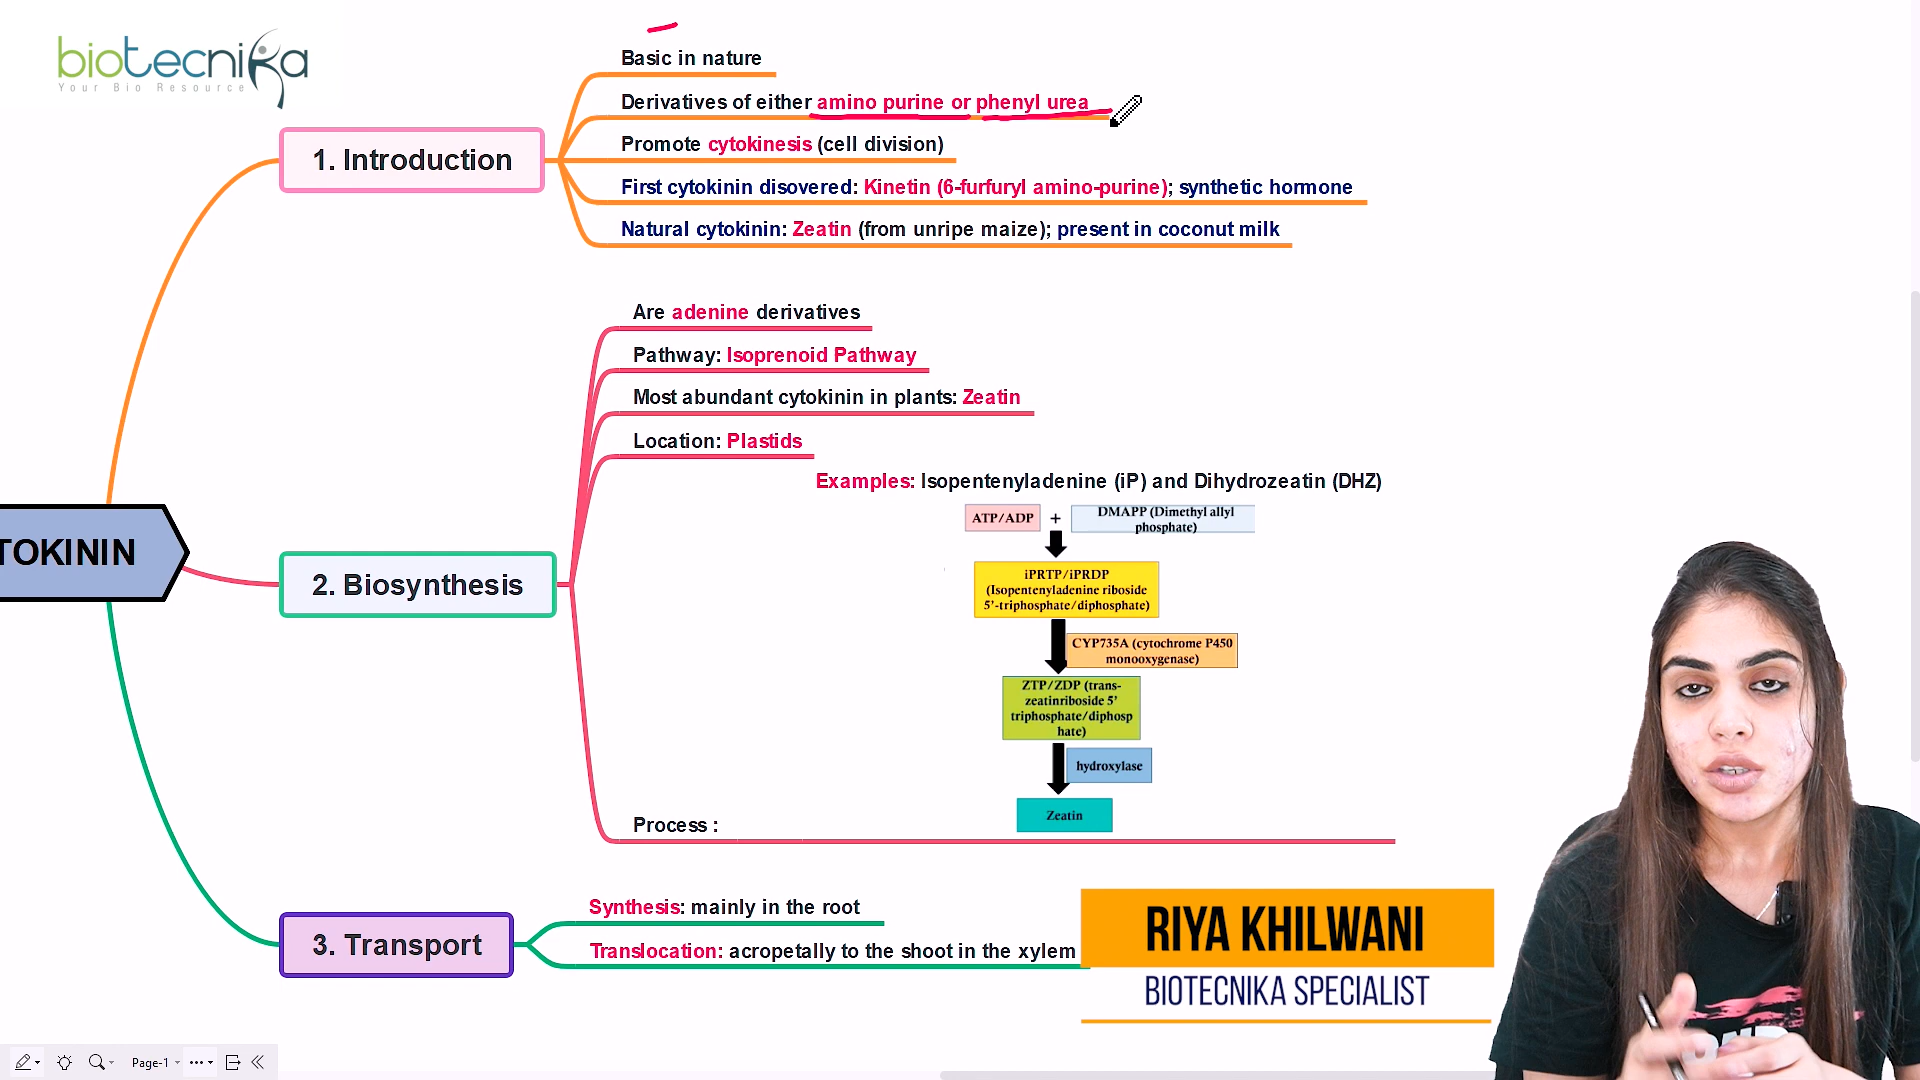 biotecnika
Your Bio Resource
Basic in nature
Derivatives of either amino purine or phenyl urea
1. Introduction
Promote cytokinesis (cell division)
First cytokinin disovered: Kinetin (6-furfuryl amino-purine); synthetic hormone
Natural cytokinin: Zeatin (from unripe maize); present in coconut milk
Are adenine derivatives
Pathway: Isoprenoid Pathway
Most abundant cytokinin in plants: Zeatin
Location: Plastids
Examples: Isopentenyladenine (iP) and Dihydrozeatin (DHZ)
ATP/ADP + DMAPP (Dimethyl allyl
phosphate)
TOKININ
2. Biosynthesis
iPRTP/iPRDP
(Isopentenyladenine riboside
5'-triphosphate/diphosphate)
CYP735A (cytochrome P450
monooxygenase)
ZTP/ZDP (trans-
zeatinriboside 5'
triphosphate/diphosp
hate)
hydroxylase
Zeatin
Process :
3. Transport
Synthesis: mainly in the root
Translocation: acropetally to the shoot in the xylem
RIYA KHILWANI
BIOTECNIKA SPECIALIST
Page-1